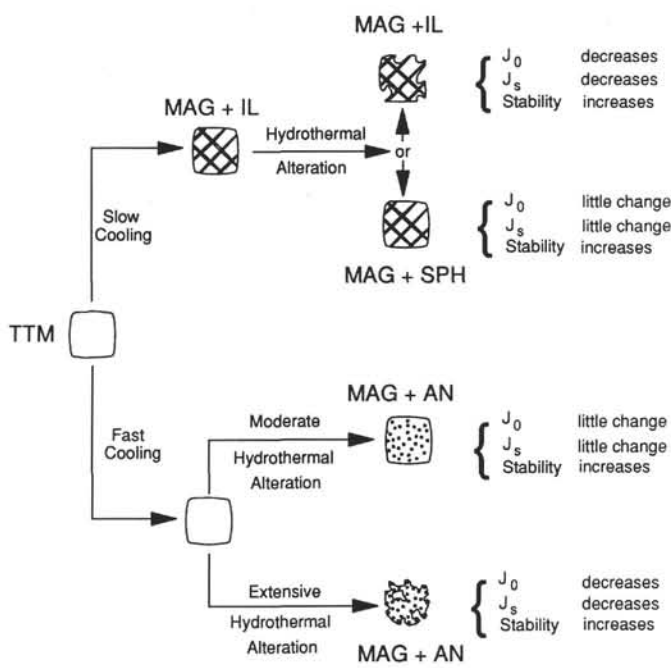 MAG +IL
J0 decreases
Js decreases
Stability increases
MAG + IL
Hydrothermal
Alteration
or
Slow
Cooling
J0 little change
Js little change
Stability increases
MAG + SPH
TTM
Fast
Cooling
MAG + AN
Moderate
Hydrothermal
Alteration
J0 little change
Js little change
Stability increases
Extensive
Hydrothermal
Alteration
MAG + AN
J0 decreases
Js decreases
Stability increases